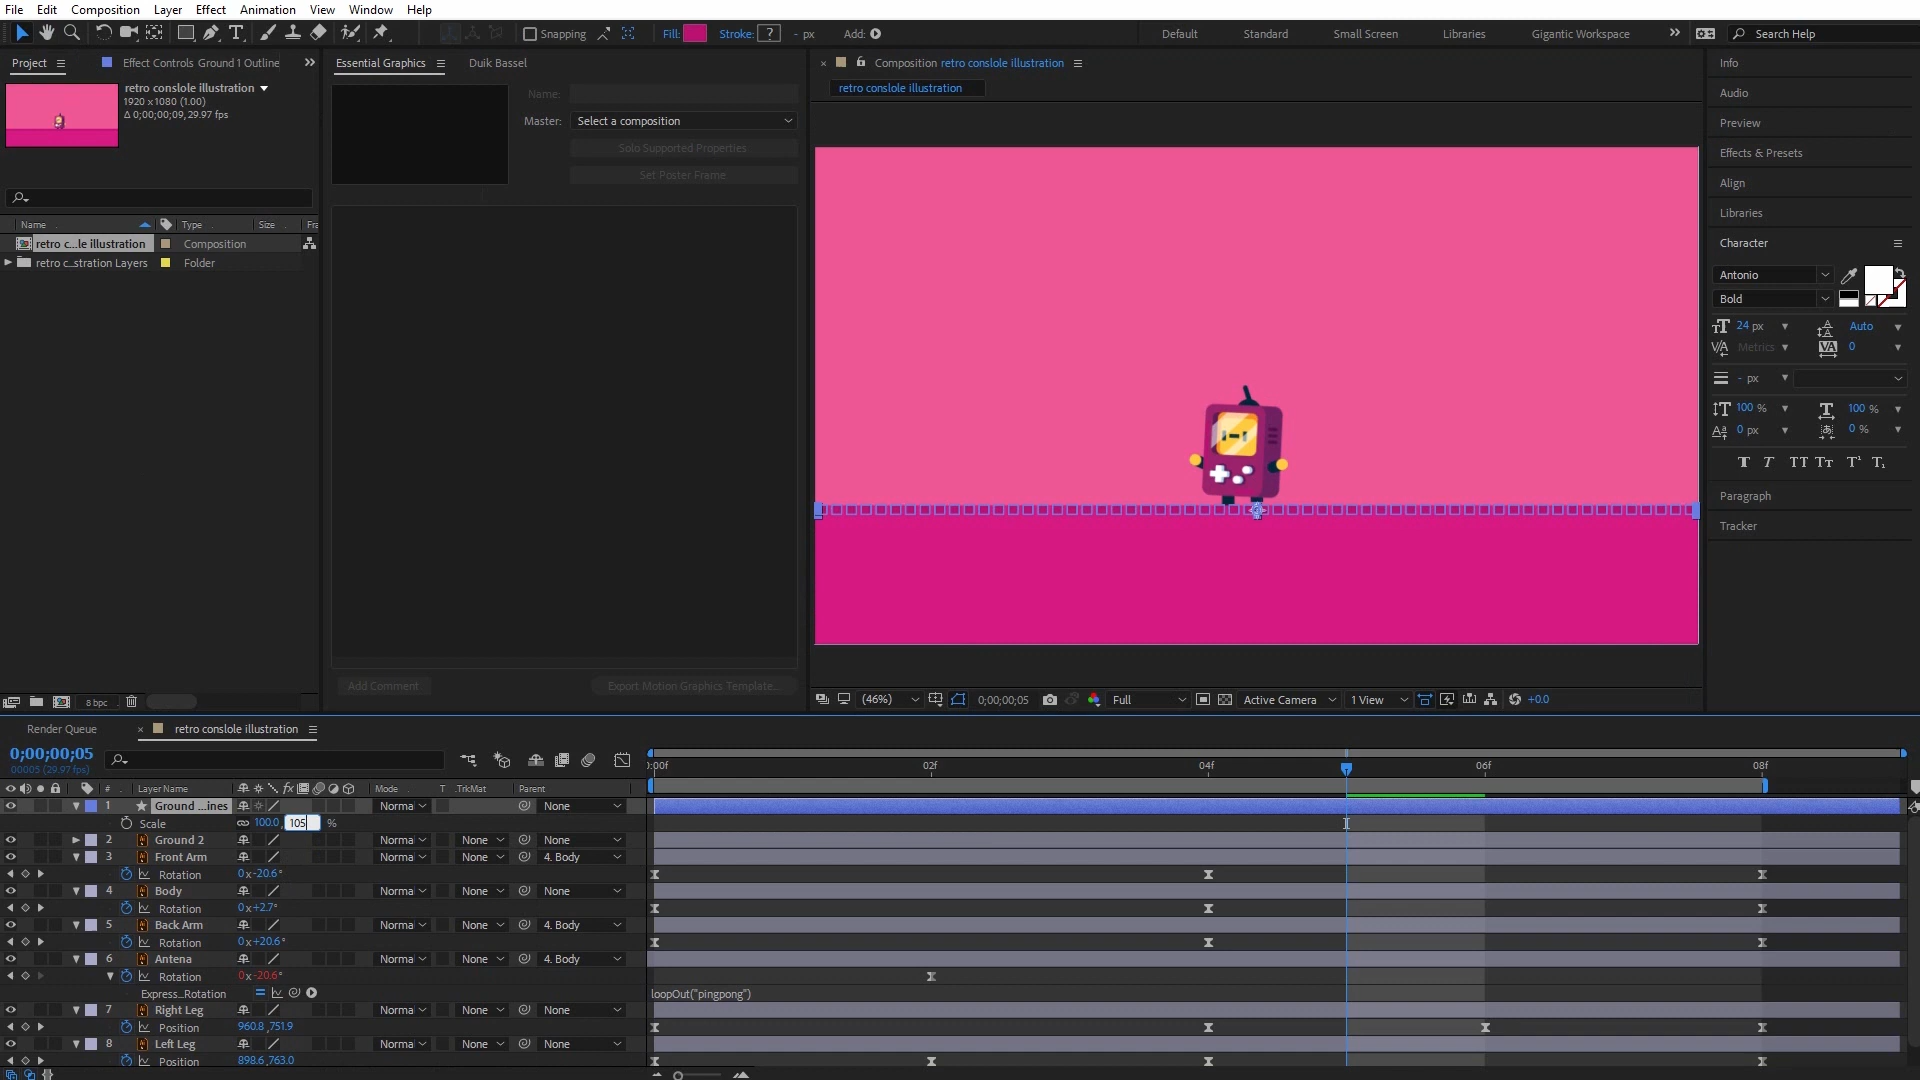 File Edit Composition Layer Effect Animation View Window Help
Snapping Fill: Stroke: ? - px Add: Default Standard Small Screen Libraries Gigantic Workspace » Search Help
Project Effect Controls Ground 1 Outline »
retro conslole illustration
1920 x1080 (1.00)
Δ 0;00;00;09, 29.97 fps
Name Type Size Fra
retro c...le illustration Composition
retro c...stration Layers Folder
8 bpc
Essential Graphics Duik Bassel
Name:
Master: Select a composition
Solo Supported Properties
Set Poster Frame
Add Comment Export Motion Graphics Template...
× Composition retro conslole illustration
retro conslole illustration
(46%) 0;00;00;05 Full Active Camera 1 View +0.0
Info
Audio
Preview
Effects & Presets
Align
Libraries
Character
Antonio
Bold
24 px Auto
Metrics 0
- px
100 % 100 %
0 px 0 %
T T TT Tт T¹ T₁
Paragraph
Tracker
Render Queue × retro conslole illustration
0;00;00;05
00005 (29.97 fps)
# Layer Name Mode T .TrkMat Parent
0:00f 02f 04f 06f 08f
1 Ground ...ines Norma None
Scale 100.0, 105 %
2 Ground 2 Norma None None
3 Front Arm Norma None 4. Body
Rotation 0x-20.6°
4 Body Norma None None
Rotation 0x+2.7°
5 Back Arm Norma None 4. Body
Rotation 0x+20.6°
6 Antena Norma None 4. Body
Rotation 0x-20.6°
Express...Rotation loopOut("pingpong")
7 Right Leg Norma None None
Position 960.8,751.9
8 Left Leg Norma None None
Position 898.6,763.0